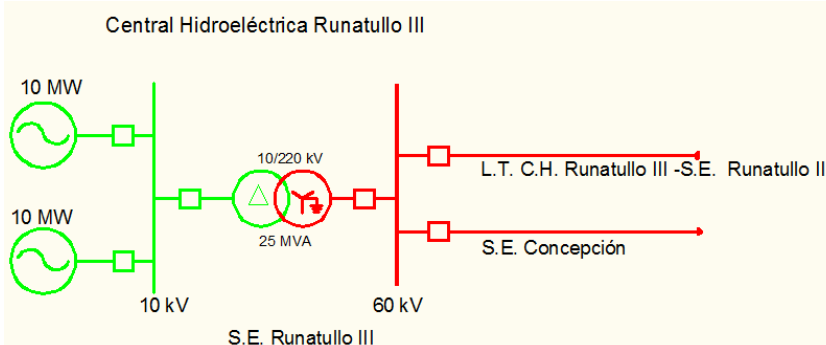 Central Hidroeléctrica Runatullo III
10 MW
10/220 kV
L.T. C.H. Runatullo III -S.E. Runatullo II
10 MW
25 MVA
S.E. Concepción
10 kV
60 kV
S.E. Runatullo III